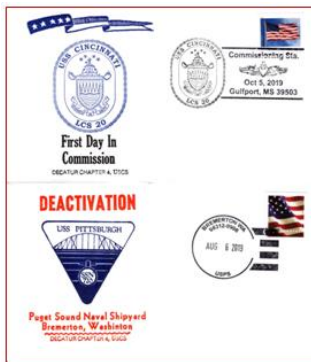 USS CINCINNATI
LCS 20
First Day In
Commission
DECATUR CHAPTER 4, USCS
USS CINCINNATI
LCS 20
Commissioning Sta.
Oct 5, 2019
Gulfport, MS 39503
DEACTIVATION
USS PITTSBURGH
Puget Sound Naval Shipyard
Bremerton, Washinton
DECATUR CHAPTER 4, USCS
BREMERTON WA
AUG 6 2019
USPS